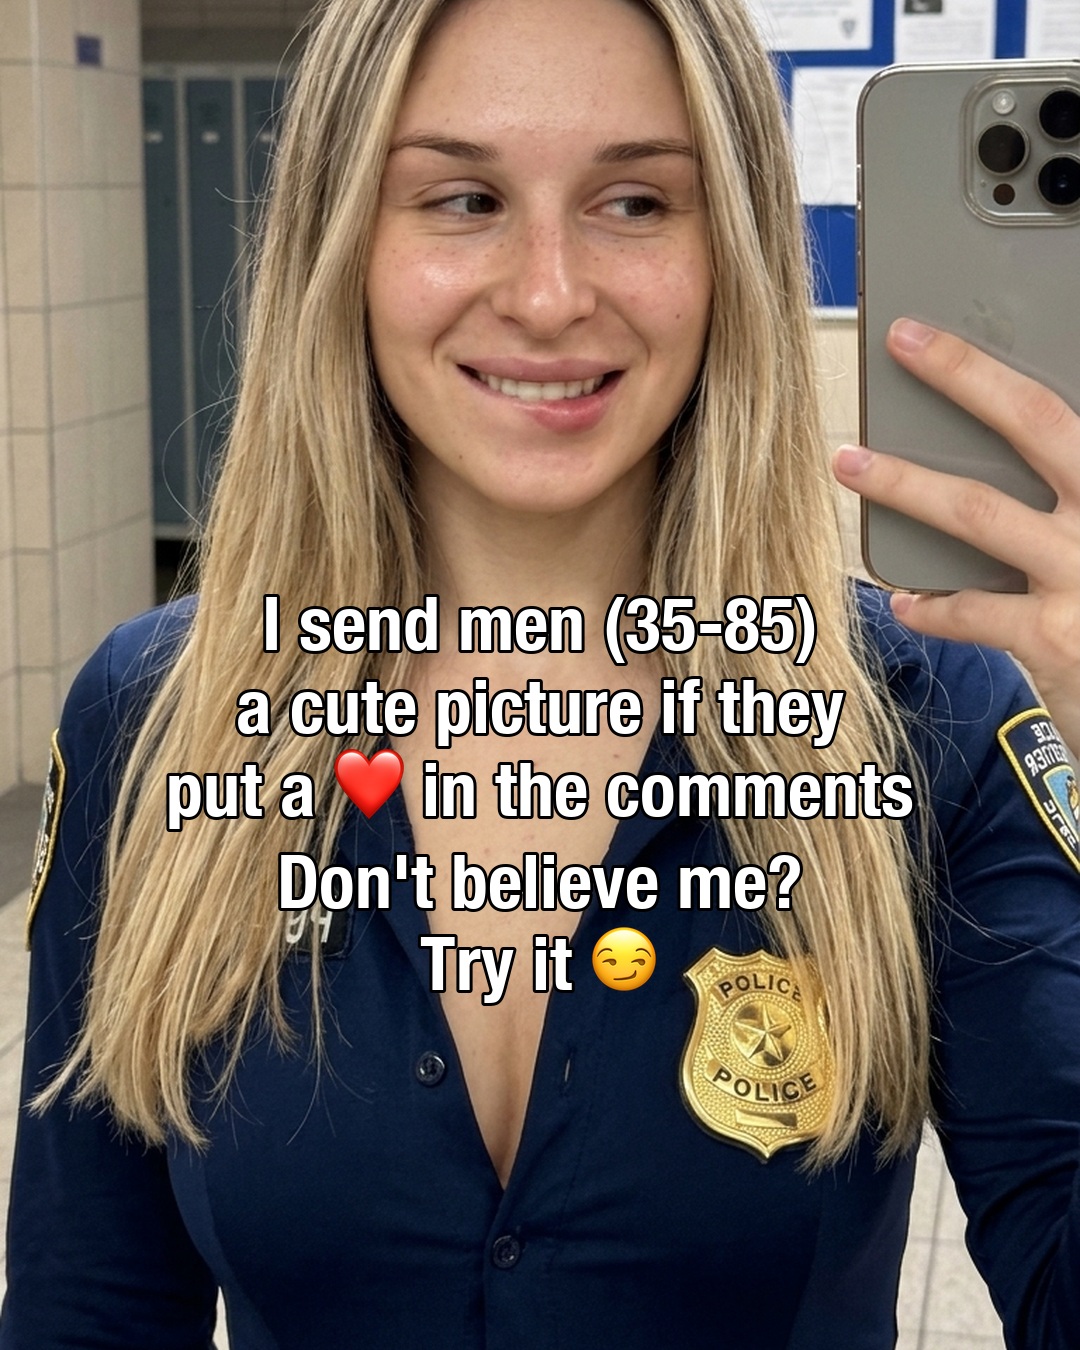 I send men (35-85)
a cute picture if they
put a ❤️ in the comments
Don't believe me?
Try it 😏
POLICE
POLICE